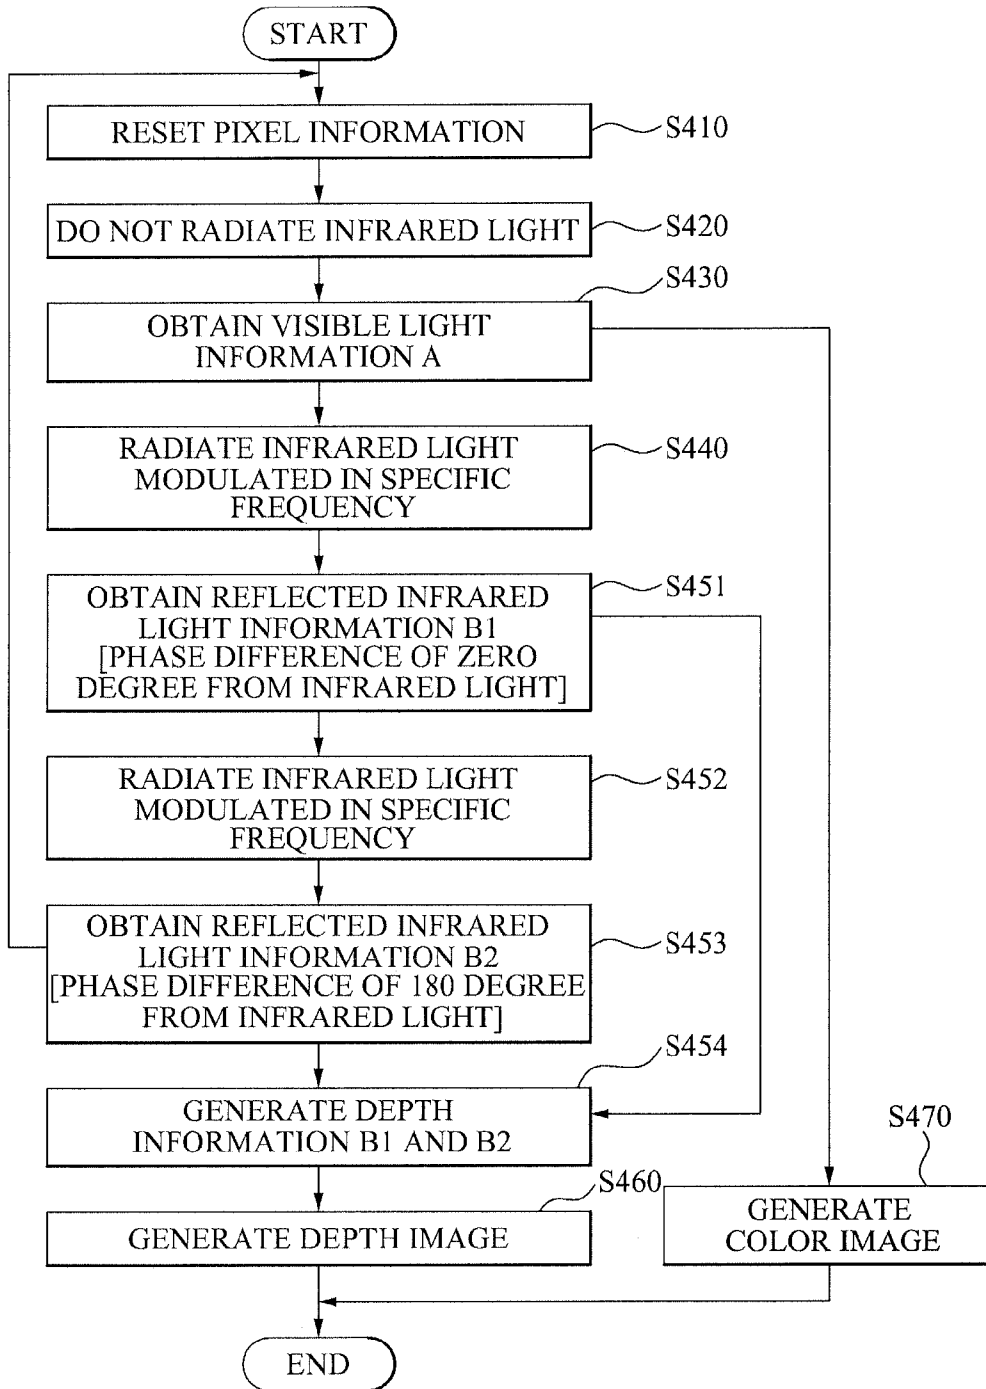 START
RESET PIXEL INFORMATION
S410
DO NOT RADIATE INFRARED LIGHT
S420
S430
OBTAIN VISIBLE LIGHT
INFORMATION A
RADIATE INFRARED LIGHT
MODULATED IN SPECIFIC
FREQUENCY
S440
OBTAIN REFLECTED INFRARED
LIGHT INFORMATION B1
[PHASE DIFFERENCE OF ZERO
DEGREE FROM INFRARED LIGHT]
S451
RADIATE INFRARED LIGHT
MODULATED IN SPECIFIC
FREQUENCY
S452
OBTAIN REFLECTED INFRARED
LIGHT INFORMATION B2
[PHASE DIFFERENCE OF 180 DEGREE
FROM INFRARED LIGHT]
S453
S454
GENERATE DEPTH
INFORMATION B1 AND B2
S460
GENERATE DEPTH IMAGE
S470
GENERATE
COLOR IMAGE
END